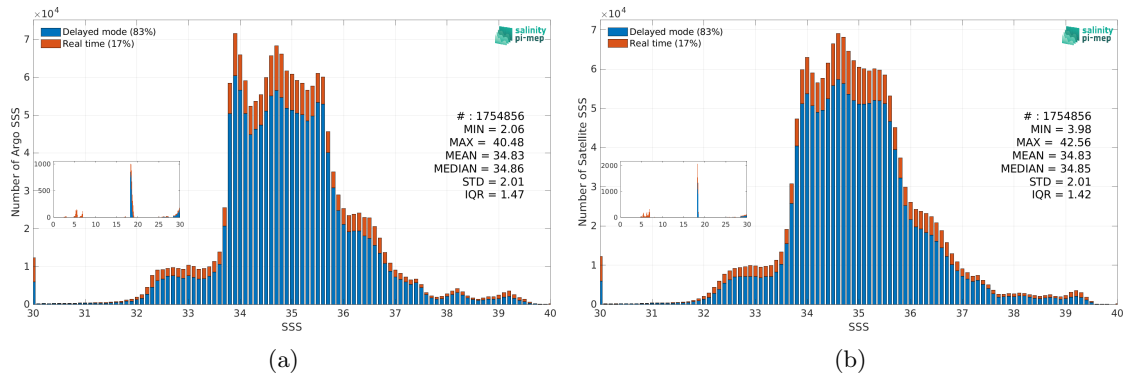 ×10⁴
Delayed mode (83%)
Real time (17%)
salinity
pi-mep
# : 1754856
MIN = 2.06
MAX = 40.48
MEAN = 34.83
MEDIAN = 34.86
STD = 2.01
IQR = 1.47
Number of Argo SSS
7
6
5
4
3
2
1
0
1000
500
0
0 5 10 15 20 25 30
30 31 32 33 34 35 36 37 38 39 40
SSS
(a)
×10⁴
Delayed mode (83%)
Real time (17%)
salinity
pi-mep
# : 1754856
MIN = 3.98
MAX = 42.56
MEAN = 34.83
MEDIAN = 34.85
STD = 2.01
IQR = 1.42
Number of Satellite SSS
7
6
5
4
3
2
1
0
2000
1000
0
0 5 10 15 20 25 30
30 31 32 33 34 35 36 37 38 39 40
SSS
(b)